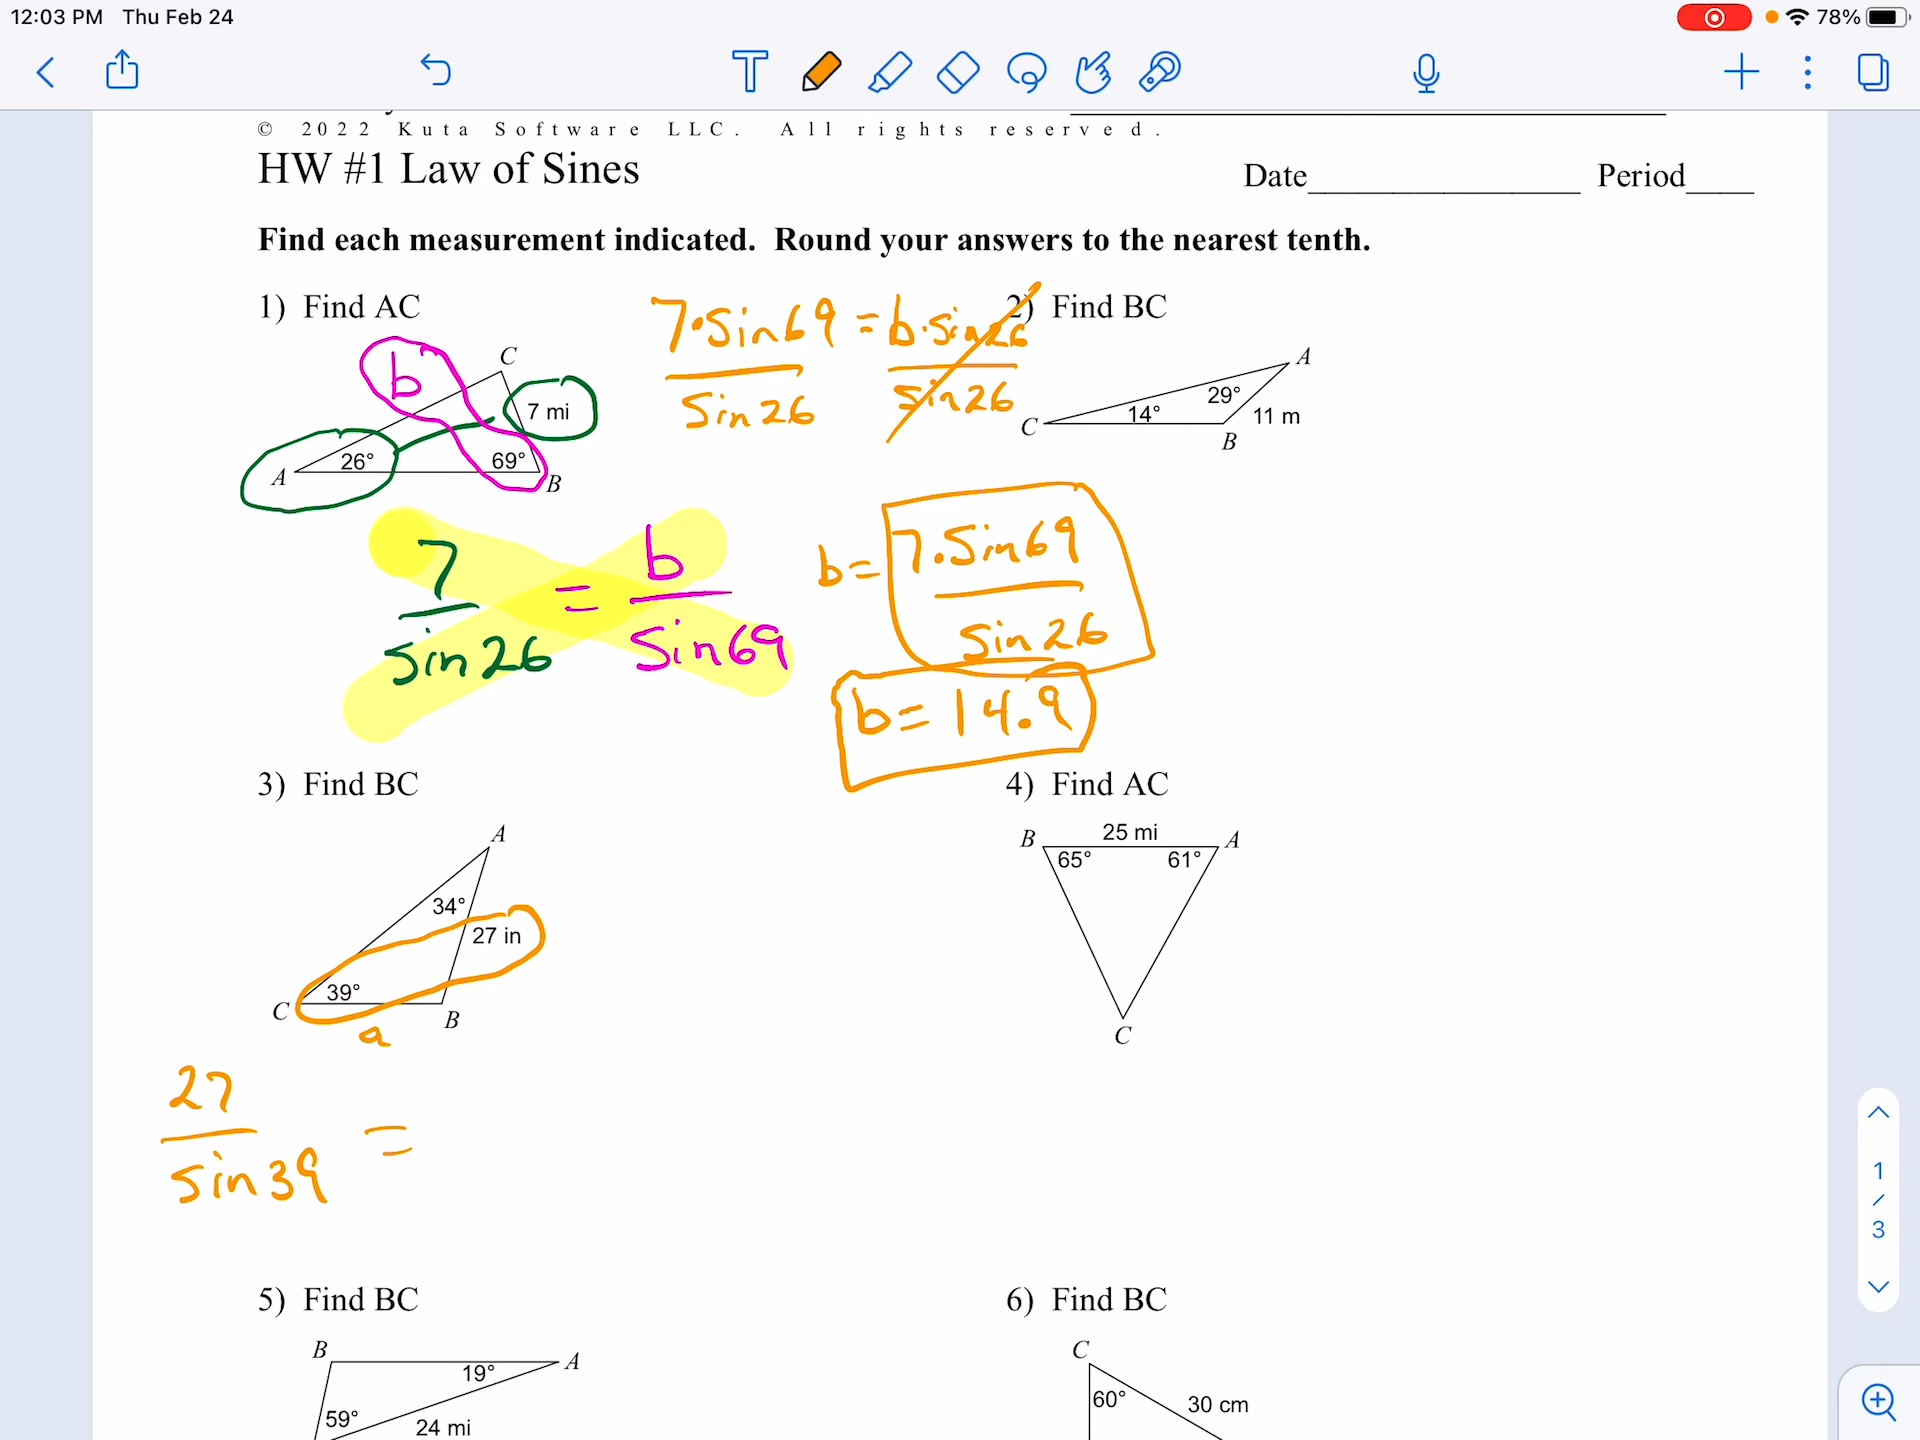 12:03 PM Thu Feb 24
78%
© 2022 Kuta Software LLC. All rights reserved.
HW #1 Law of Sines
Date Period
Find each measurement indicated. Round your answers to the nearest tenth.
1) Find AC
b
C
7 mi
A
26°
69°
B
7·sin69 = b·sin26
sin26 sin26
7 = b
sin26 sin69
b= 7·sin69
sin26
b=14.9
2) Find BC
A
29°
14°
C
11 m
B
3) Find BC
A
34°
27 in
39°
C
B
a
27 =
sin39
4) Find AC
B
25 mi
A
65°
61°
C
5) Find BC
B
A
19°
59°
24 mi
6) Find BC
C
60°
30 cm
1
/
3